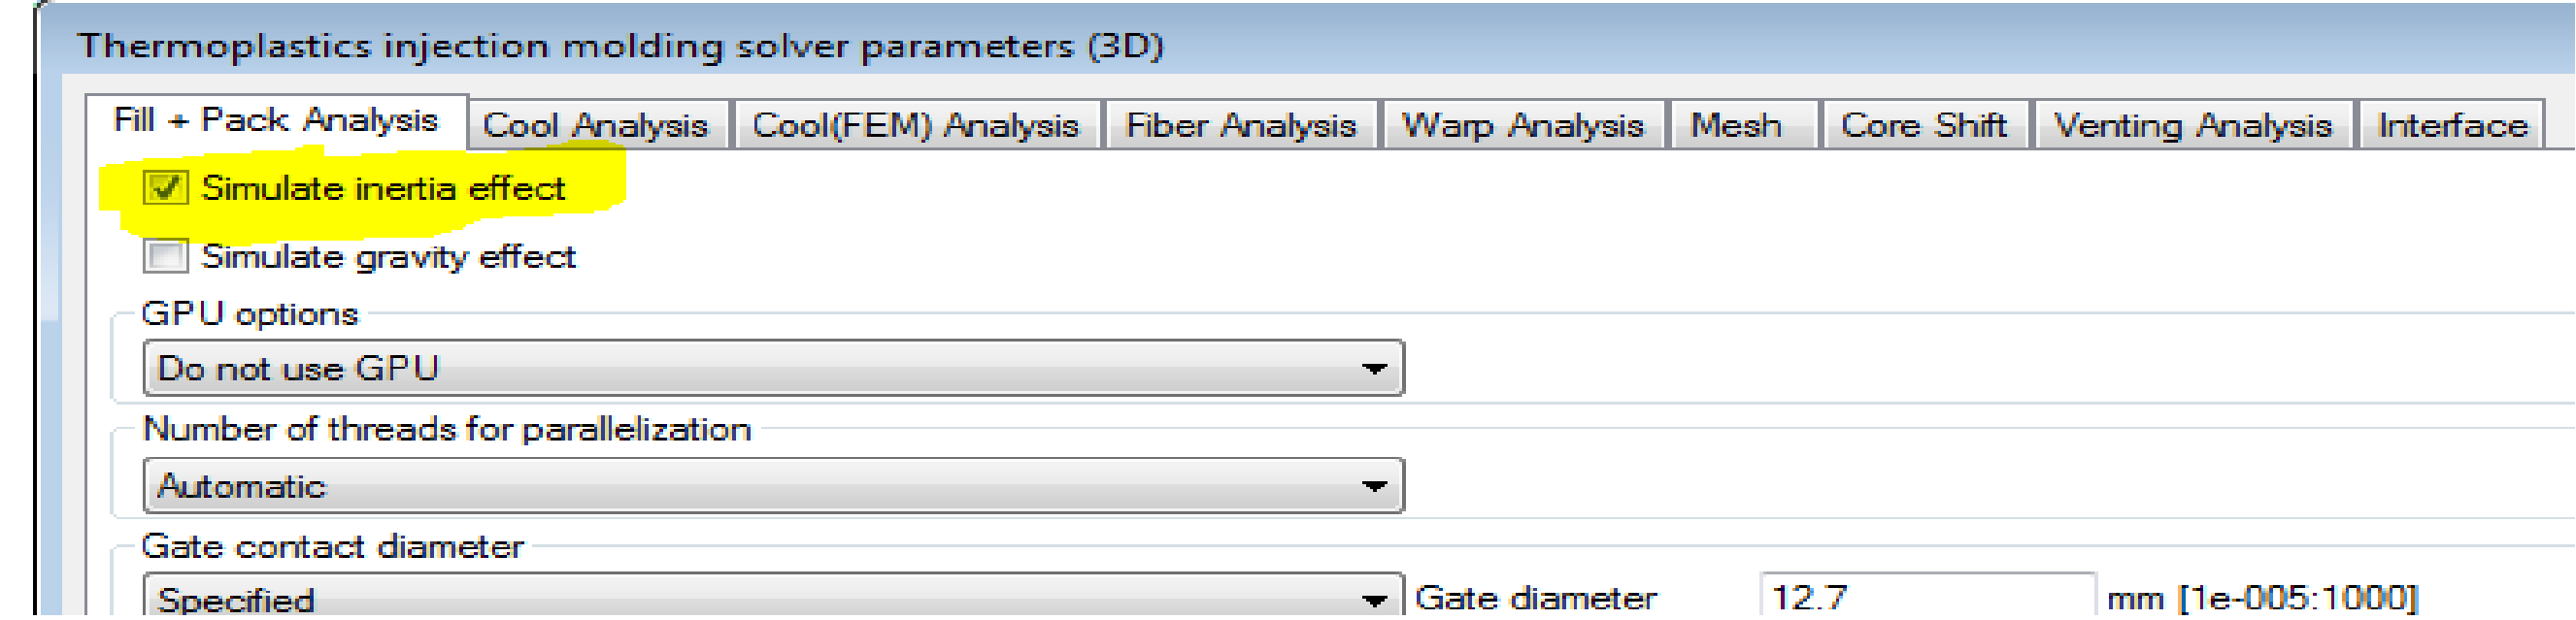 Thermoplastics injection molding solver parameters (3D)
Fill + Pack Analysis Cool Analysis Cool(FEM) Analysis Fiber Analysis Warp Analysis Mesh Core Shift Venting Analysis Interface
Simulate inertia effect
Simulate gravity effect
GPU options
Do not use GPU
Number of threads for parallelization
Automatic
Gate contact diameter
Specified Gate diameter 12.7 mm [1e-005:1000]